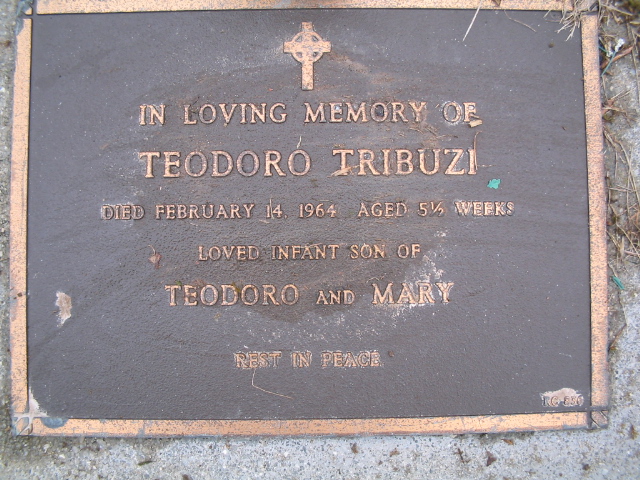 IN LOVING MEMORY OF
TEODORO TRIBUZI
DIED FEBRUARY 14, 1964 AGED 5½ WEEKS
LOVED INFANT SON OF
TEODORO AND MARY
REST IN PEACE